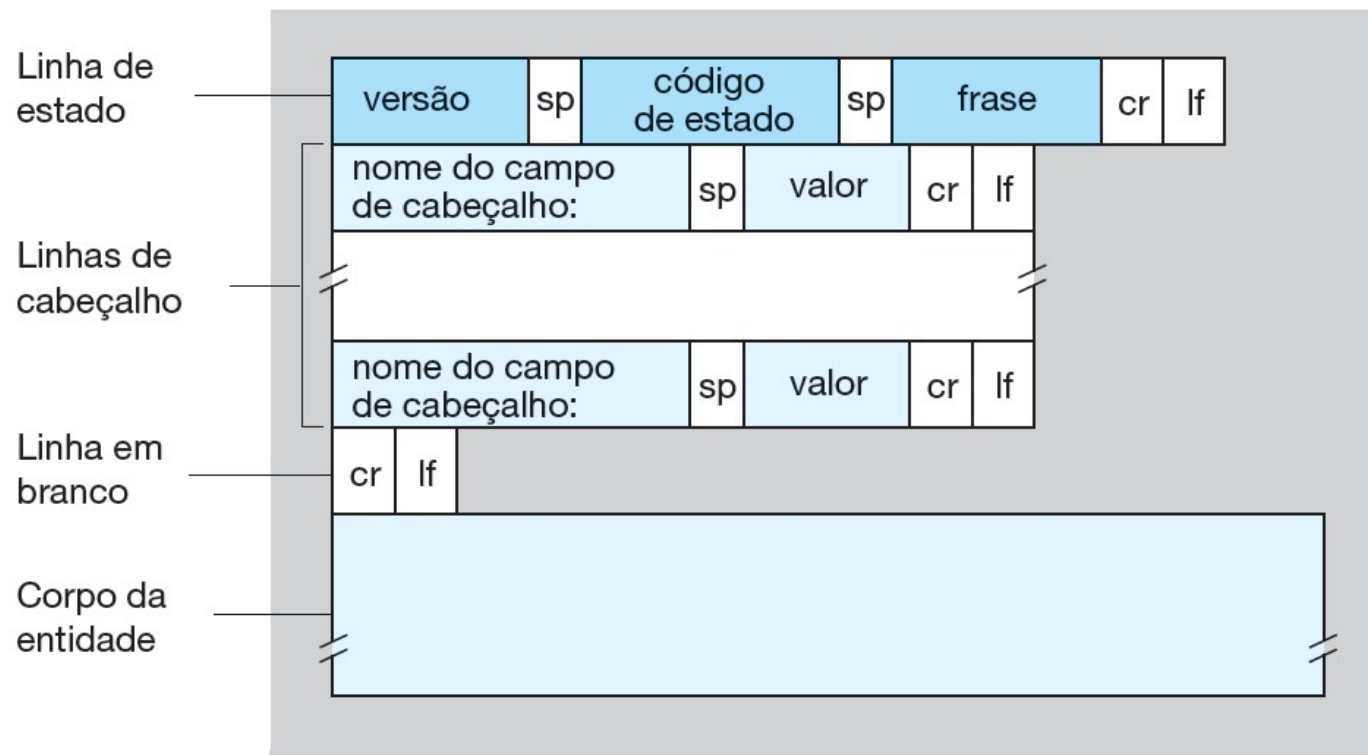 Linha de
estado
versão sp código
de estado sp frase cr lf
Linhas de
cabeçalho
nome do campo
de cabeçalho: sp valor cr lf
nome do campo
de cabeçalho: sp valor cr lf
Linha em
branco
cr lf
Corpo da
entidade